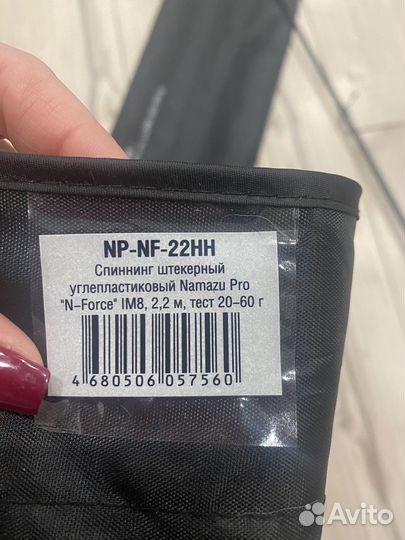 NP-NF-22HH
Спиннинг штекерный
углепластиковый Namazu Pro
"N-Force" IM8, 2,2 м, тест 20-60 г
4 680506 057560
Avito